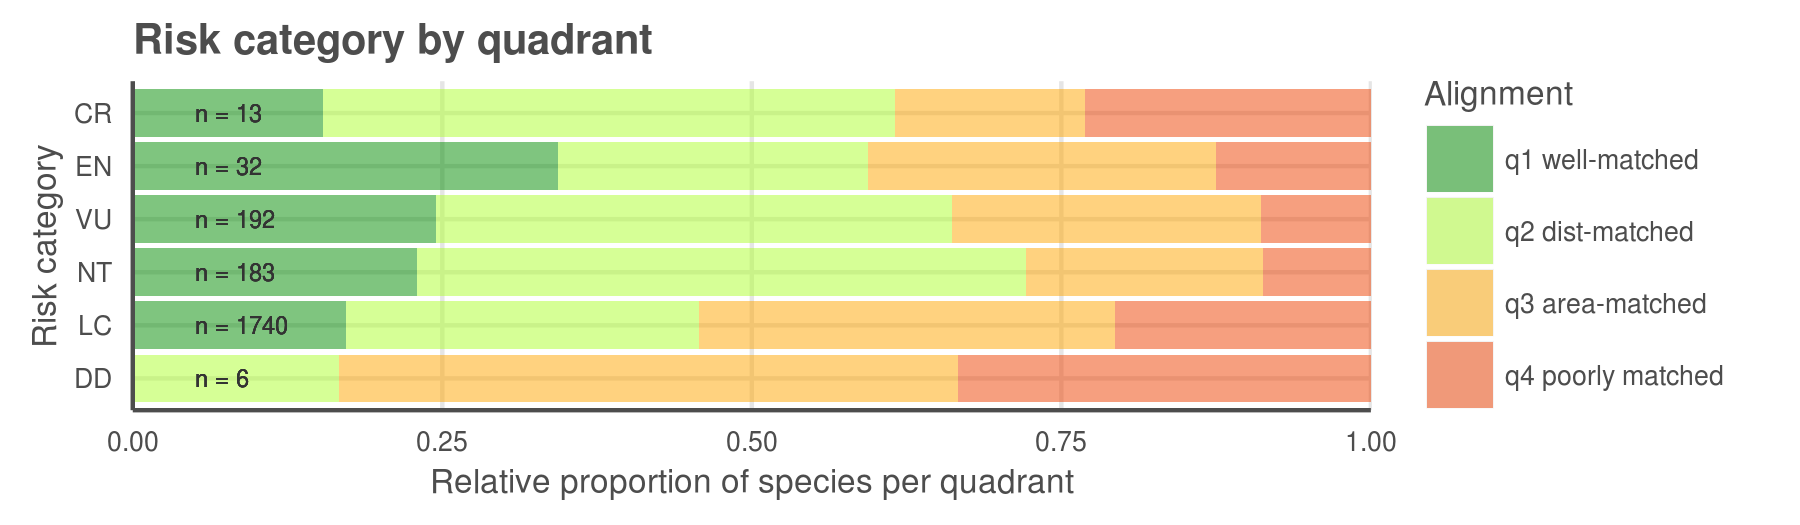 Risk category by quadrant
Risk category
CR n = 13
EN n = 32
VU n = 192
NT n = 183
LC n = 1740
DD n = 6
0.00 0.25 0.50 0.75 1.00
Relative proportion of species per quadrant
Alignment
q1 well-matched
q2 dist-matched
q3 area-matched
q4 poorly matched